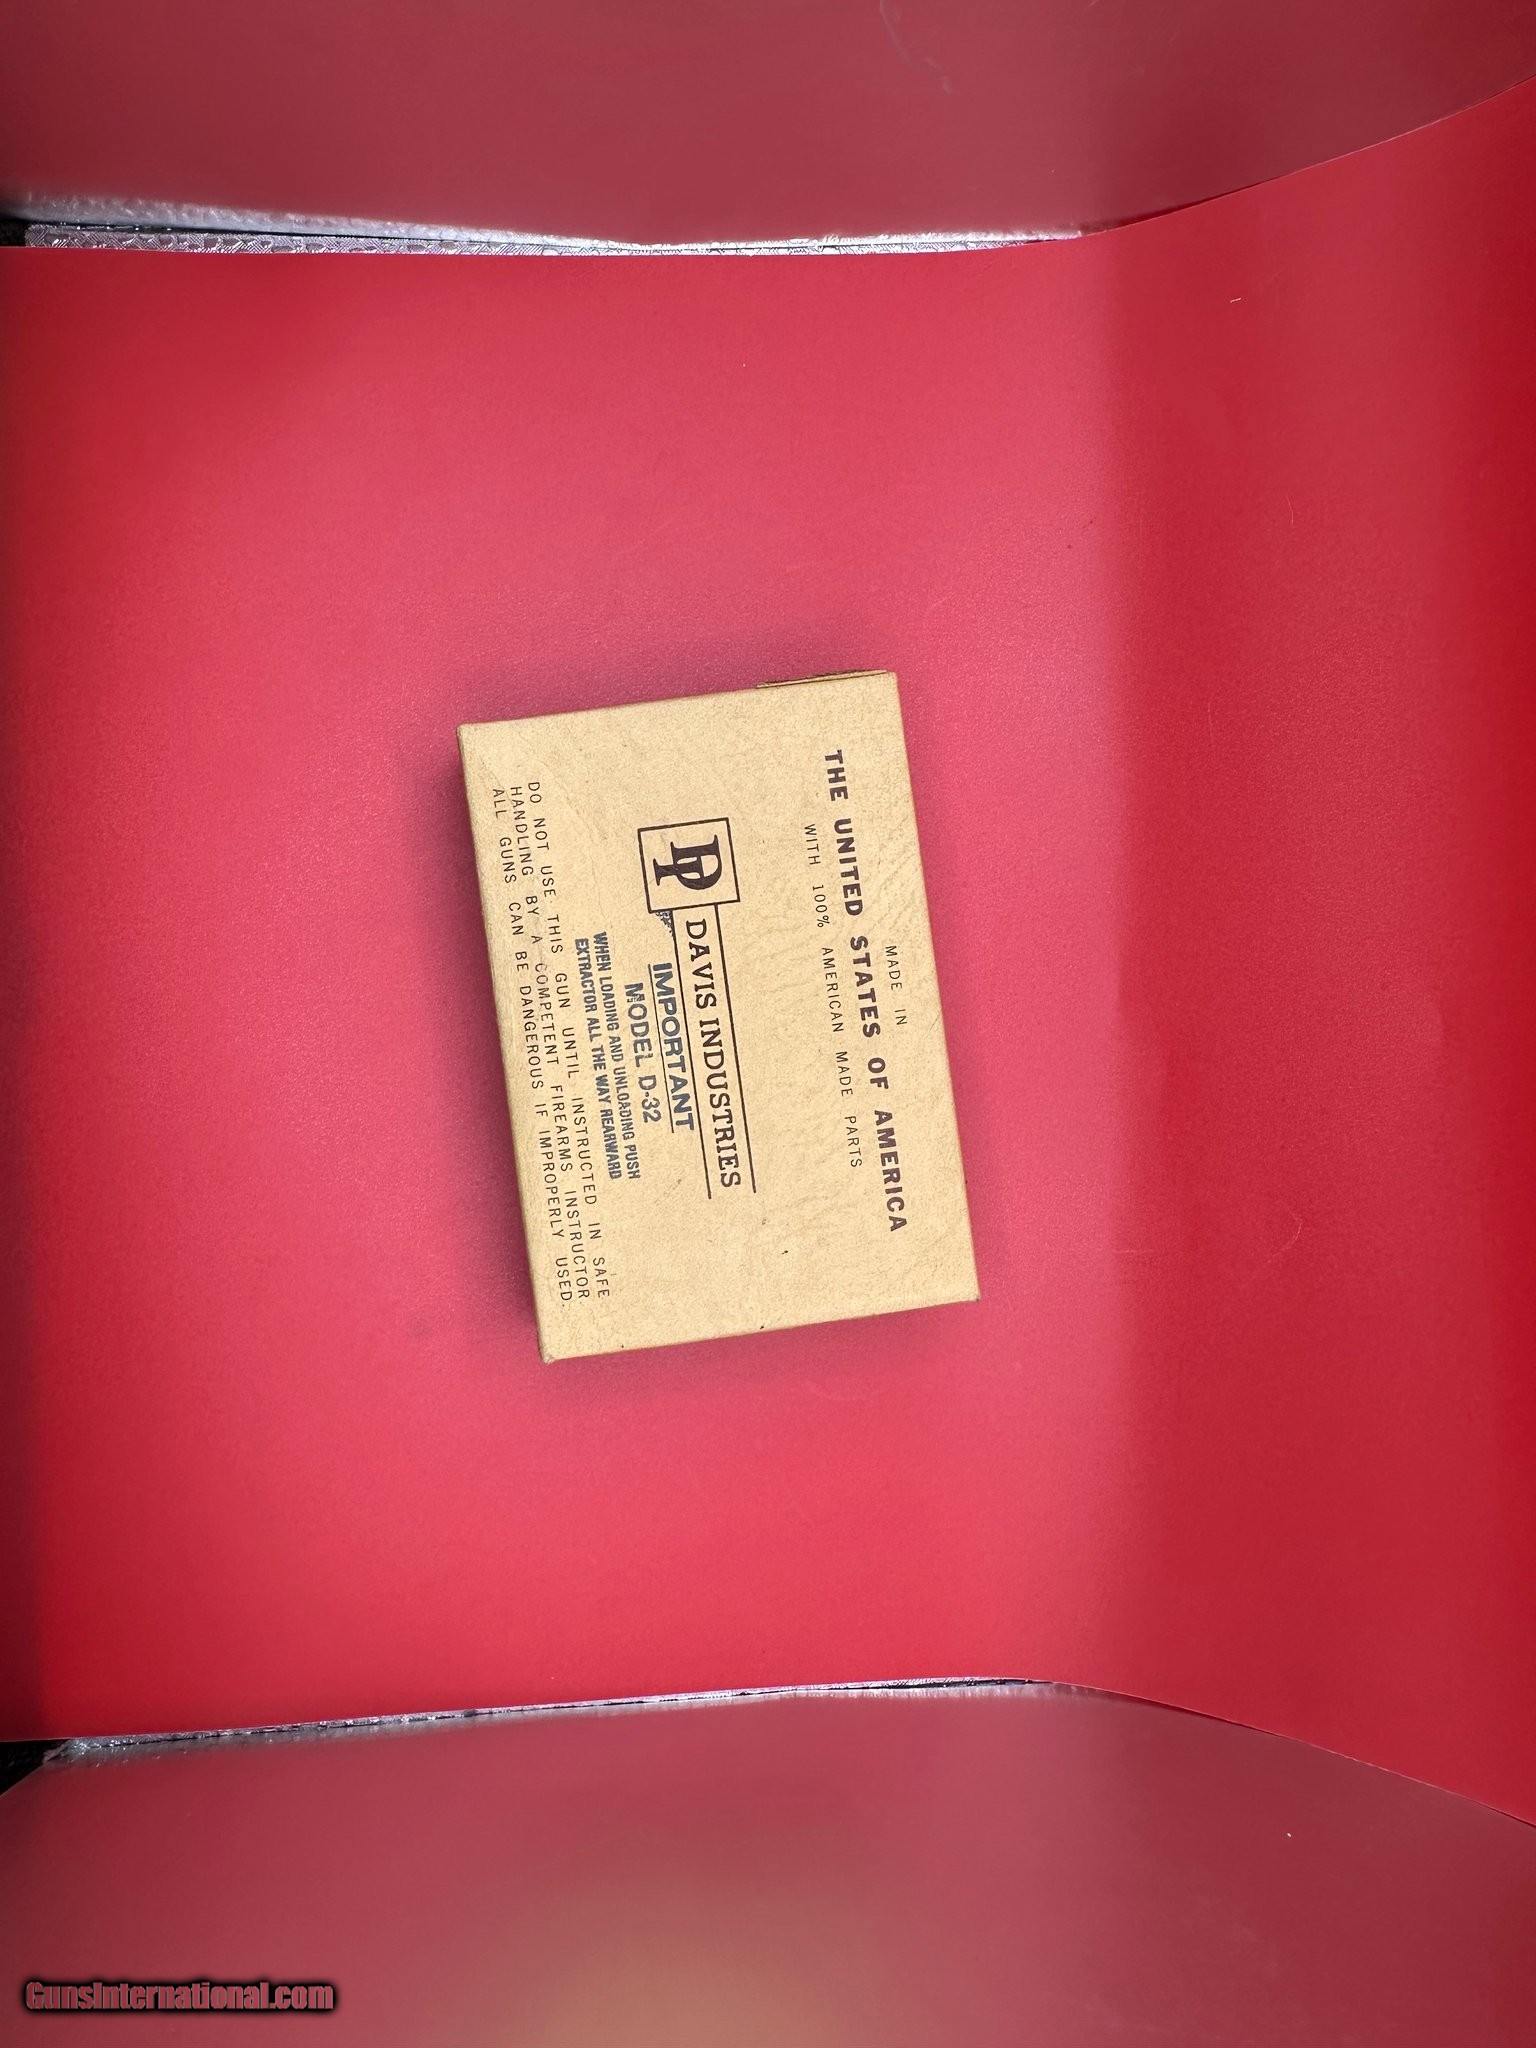 MADE IN
THE UNITED STATES OF AMERICA
WITH 100% AMERICAN MADE PARTS
DP
DAVIS INDUSTRIES
IMPORTANT
MODEL D-32
WHEN LOADING AND UNLOADING PUSH
EXTRACTOR ALL THE WAY REARWARD
DO NOT USE THIS GUN UNTIL INSTRUCTED IN SAFE
HANDLING BY A COMPETENT FIREARMS INSTRUCTOR
ALL GUNS CAN BE DANGEROUS IF IMPROPERLY USED.
GunsInternational.com